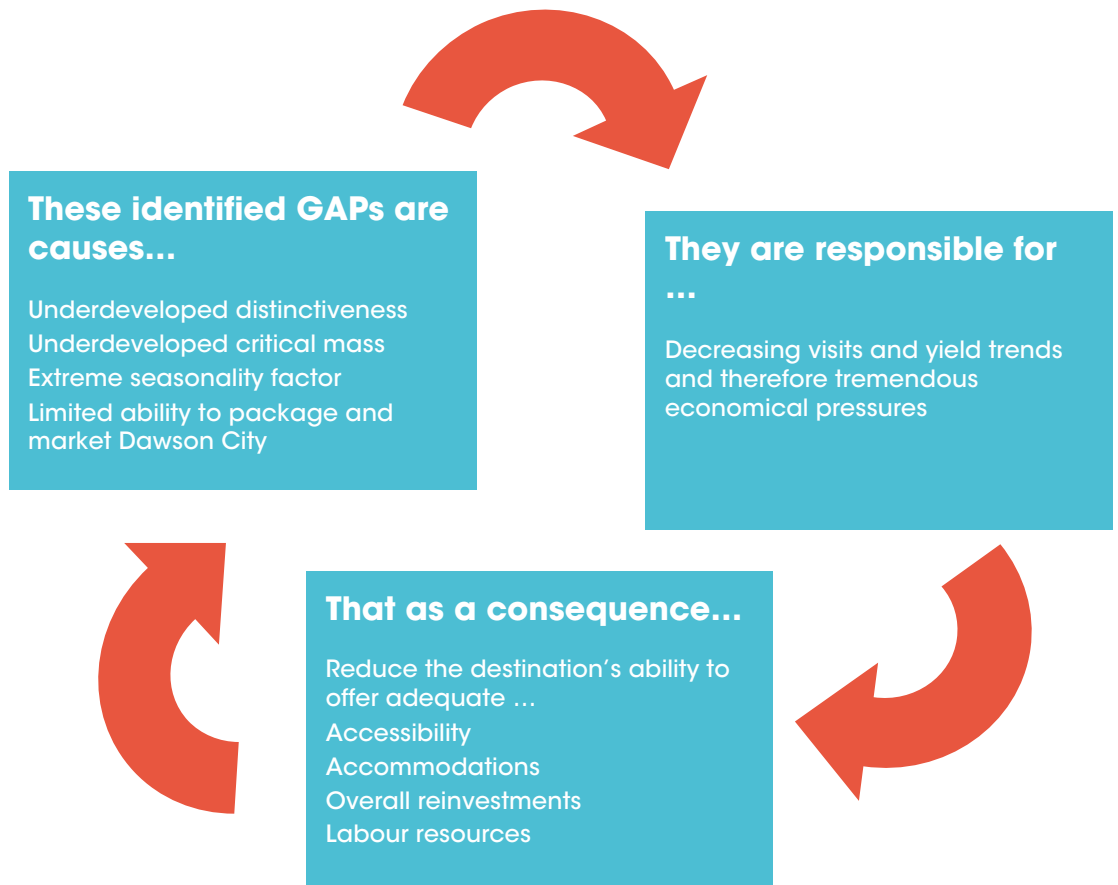 These identified GAPs are
causes...
Underdeveloped distinctiveness
Underdeveloped critical mass
Extreme seasonality factor
Limited ability to package and
market Dawson City
They are responsible for
...
Decreasing visits and yield trends
and therefore tremendous
economical pressures
That as a consequence...
Reduce the destination’s ability to
offer adequate ...
Accessibility
Accommodations
Overall reinvestments
Labour resources